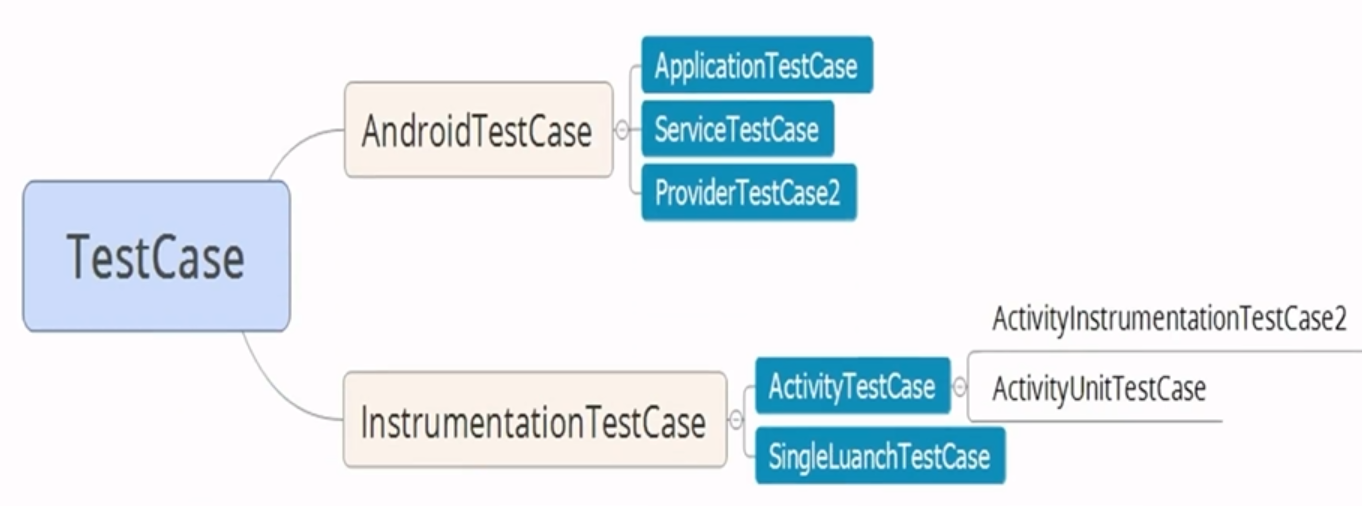 TestCase
AndroidTestCase
ApplicationTestCase
ServiceTestCase
ProviderTestCase2
InstrumentationTestCase
ActivityTestCase
ActivityInstrumentationTestCase2
ActivityUnitTestCase
SingleLuanchTestCase